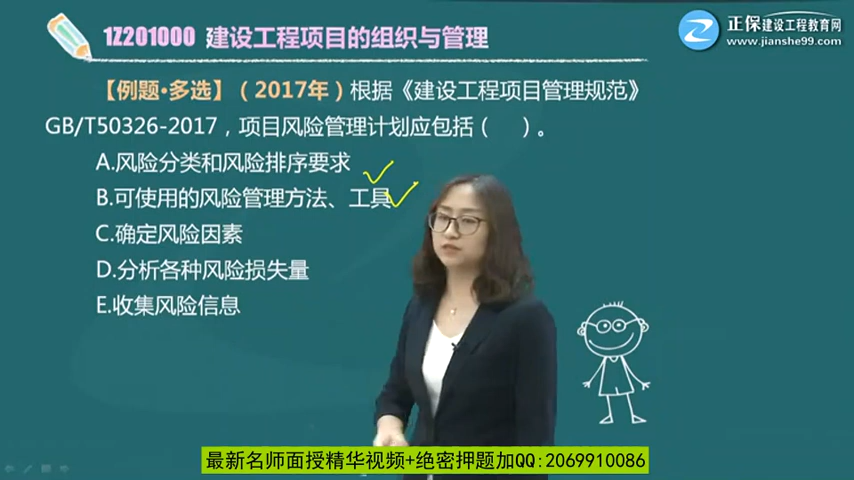 1Z201000 建设工程项目的组织与管理
正保建设工程教育网
www.jianshe99.com
【例题·多选】（2017年）根据《建设工程项目管理规范》
GB/T50326-2017，项目风险管理计划应包括（ ）。
A.风险分类和风险排序要求
B.可使用的风险管理方法、工具
C.确定风险因素
D.分析各种风险损失量
E.收集风险信息
最新名师面授精华视频+绝密押题加QQ:2069910086